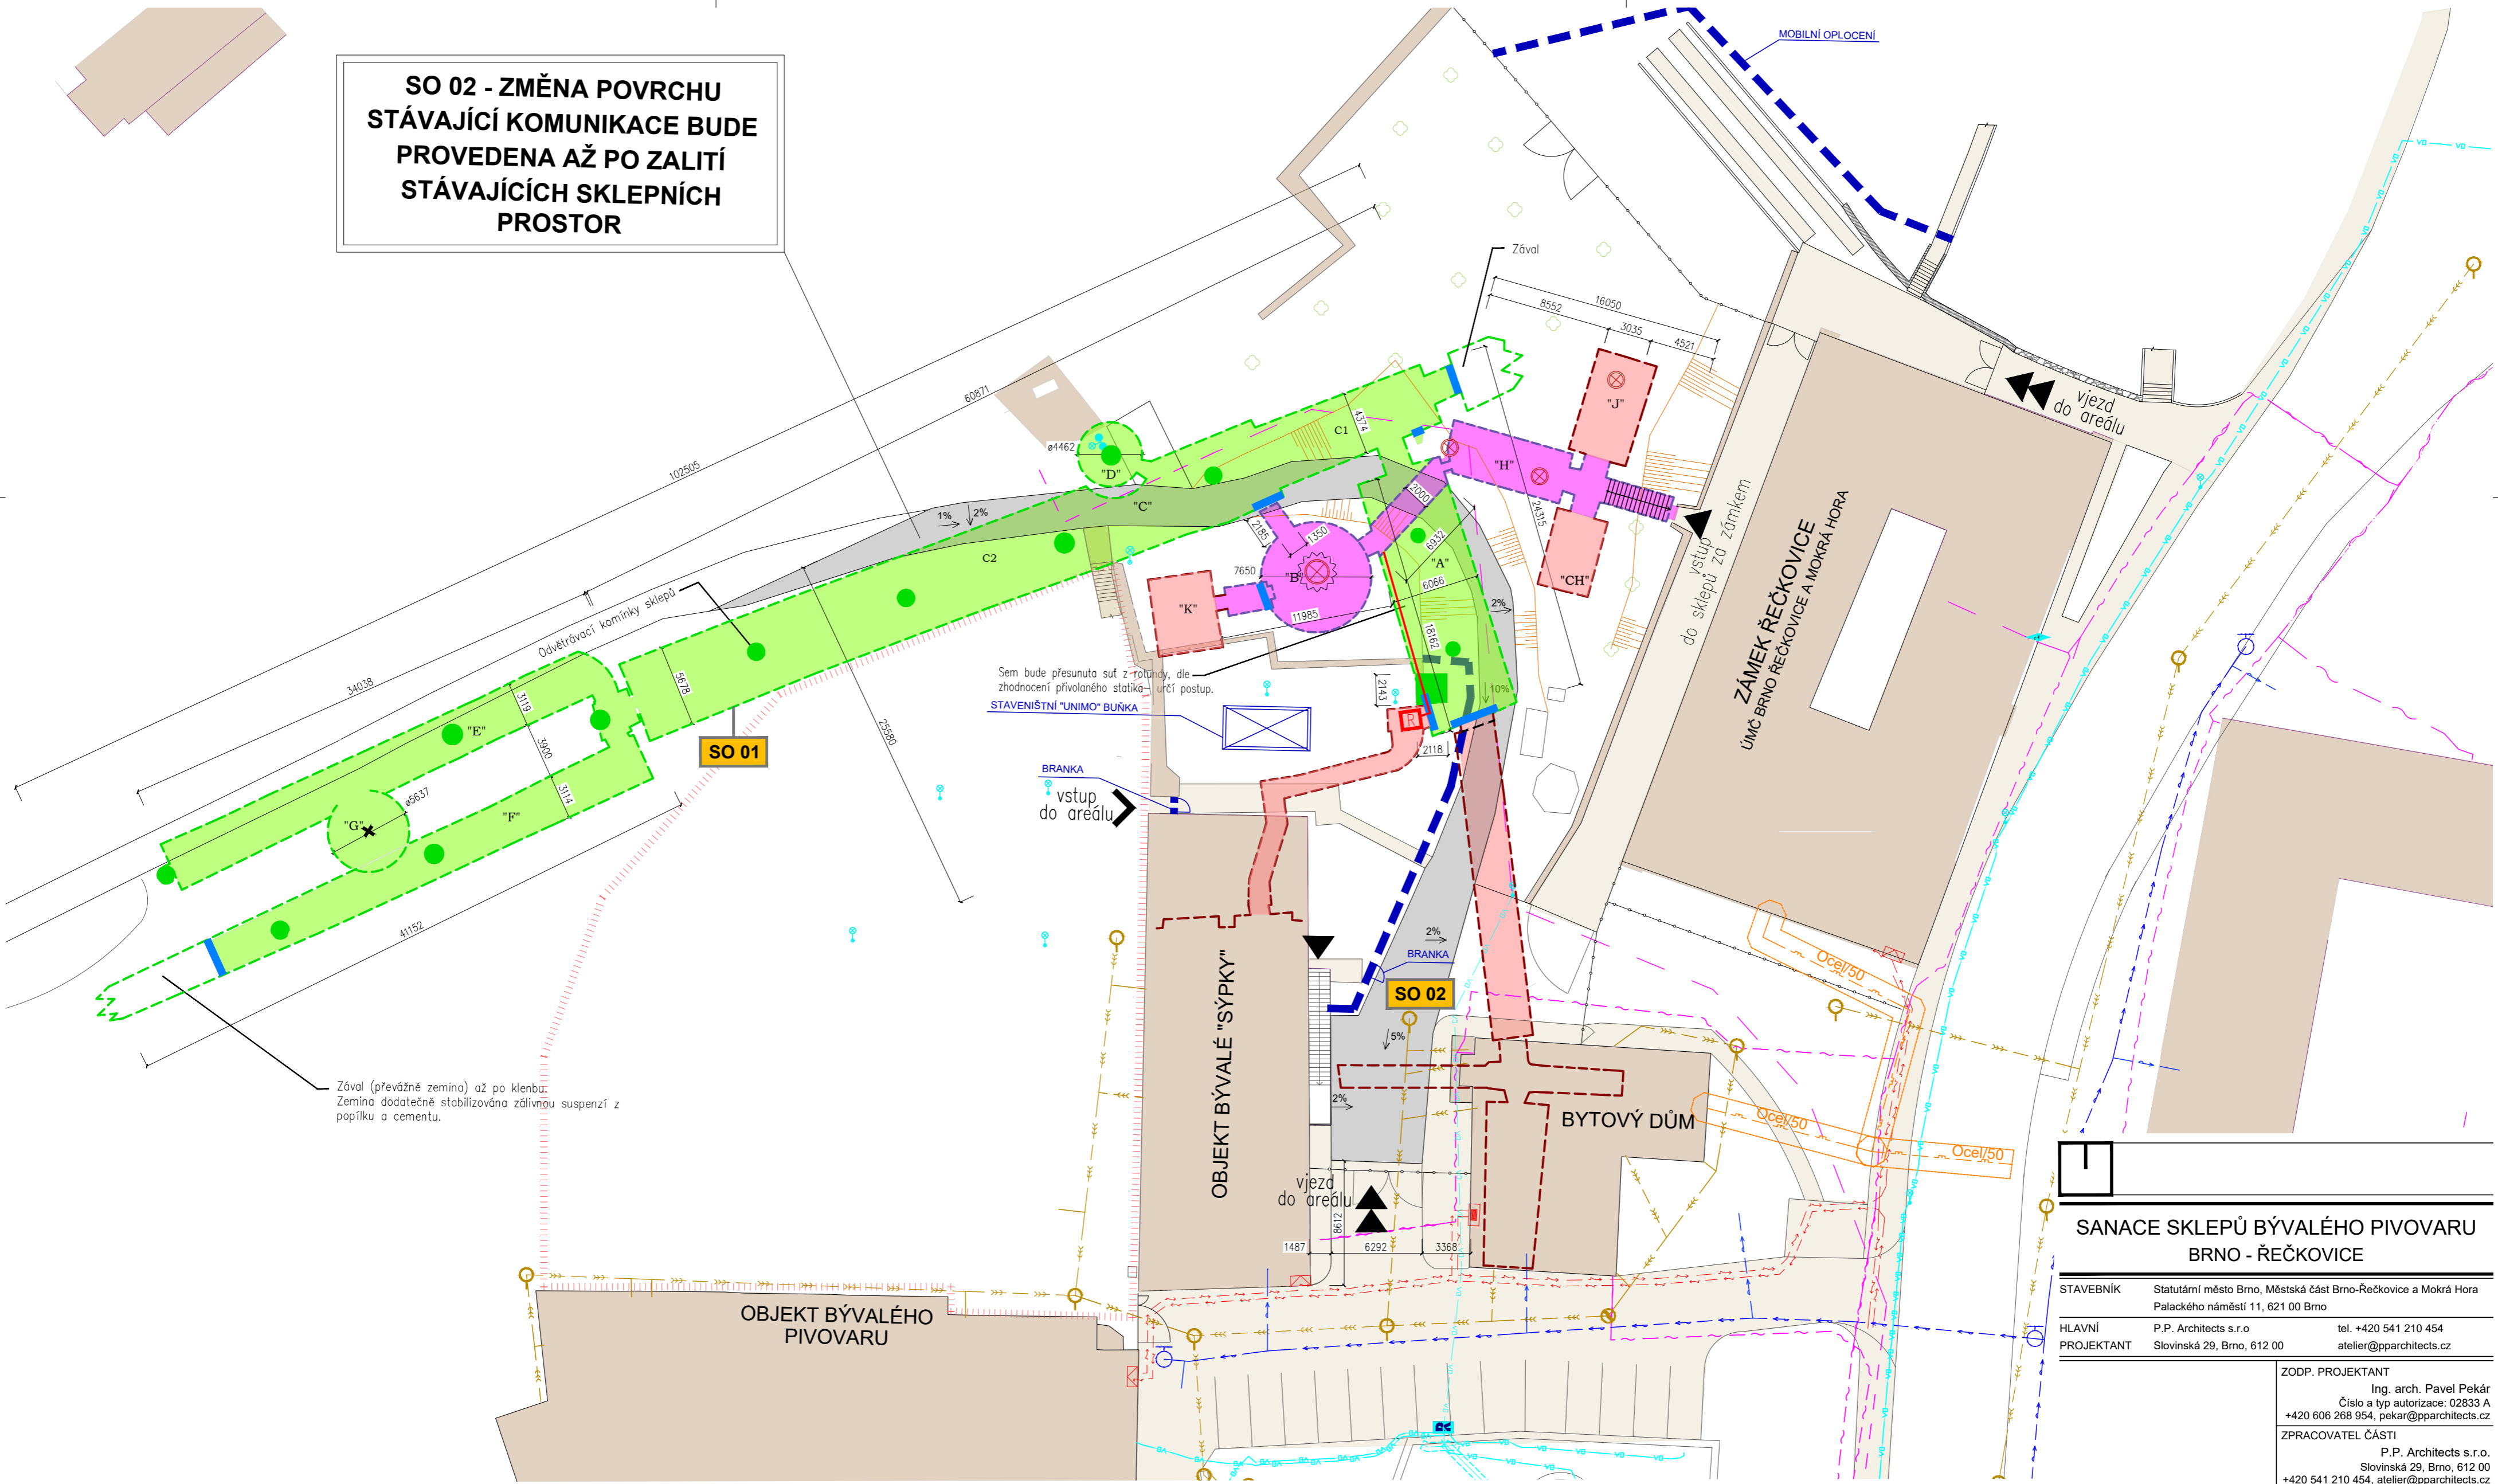 SO 02 - ZMĚNA POVRCHU
STÁVAJÍCÍ KOMUNIKACE BUDE
PROVEDENA AŽ PO ZALITÍ
STÁVAJÍCÍCH SKLEPNÍCH
PROSTOR
MOBILNÍ OPLOCENÍ
Zával
16050
8552
3035
4521
60871
102505
34038
ø4462
"D"
"C"
C1
4374
C2
1%
2%
"J"
"H"
"CH"
24315
2000
6932
"A"
6066
2185
1350
7650
"B"
"K"
11985
18162
2%
10%
2143
2118
vstup
do sklepů za zámkem
ZÁMEK ŘEČKOVICE
ÚMČ BRNO ŘEČKOVICE A MOKRÁ HORA
vjezd
do areálu
Odvětrávací komínky sklepů
5678
3119
3900
3114
"E"
"F"
"G"
ø5637
41152
25580
SO 01
Sem bude přesunuta suť z rotundy, dle
zhodnocení přivolaného statika určí postup.
STAVENIŠTNÍ "UNIMO" BUŇKA
R
BRANKA
vstup
do areálu
2%
BRANKA
SO 02
5%
2%
OBJEKT BÝVALÉ "SÝPKY"
BYTOVÝ DŮM
Ocel/50
Ocel/50
Ocel/50
Zával (převážně zemina) až po klenbu.
Zemina dodatečně stabilizována zálivnou suspenzí z
popílku a cementu.
vjezd
do areálu
8612
1487
6292
3368
OBJEKT BÝVALÉHO
PIVOVARU
R
SANACE SKLEPŮ BÝVALÉHO PIVOVARU
BRNO - ŘEČKOVICE
STAVEBNÍK Statutární město Brno, Městská část Brno-Řečkovice a Mokrá Hora
Palackého náměstí 11, 621 00 Brno
HLAVNÍ P.P. Architects s.r.o tel. +420 541 210 454
PROJEKTANT Slovinská 29, Brno, 612 00 atelier@pparchitects.cz
ZODP. PROJEKTANT
Ing. arch. Pavel Pekár
Číslo a typ autorizace: 02833 A
+420 606 268 954, pekar@pparchitects.cz
ZPRACOVATEL ČÁSTI
P.P. Architects s.r.o.
Slovinská 29, Brno, 612 00
+420 541 210 454, atelier@pparchitects.cz